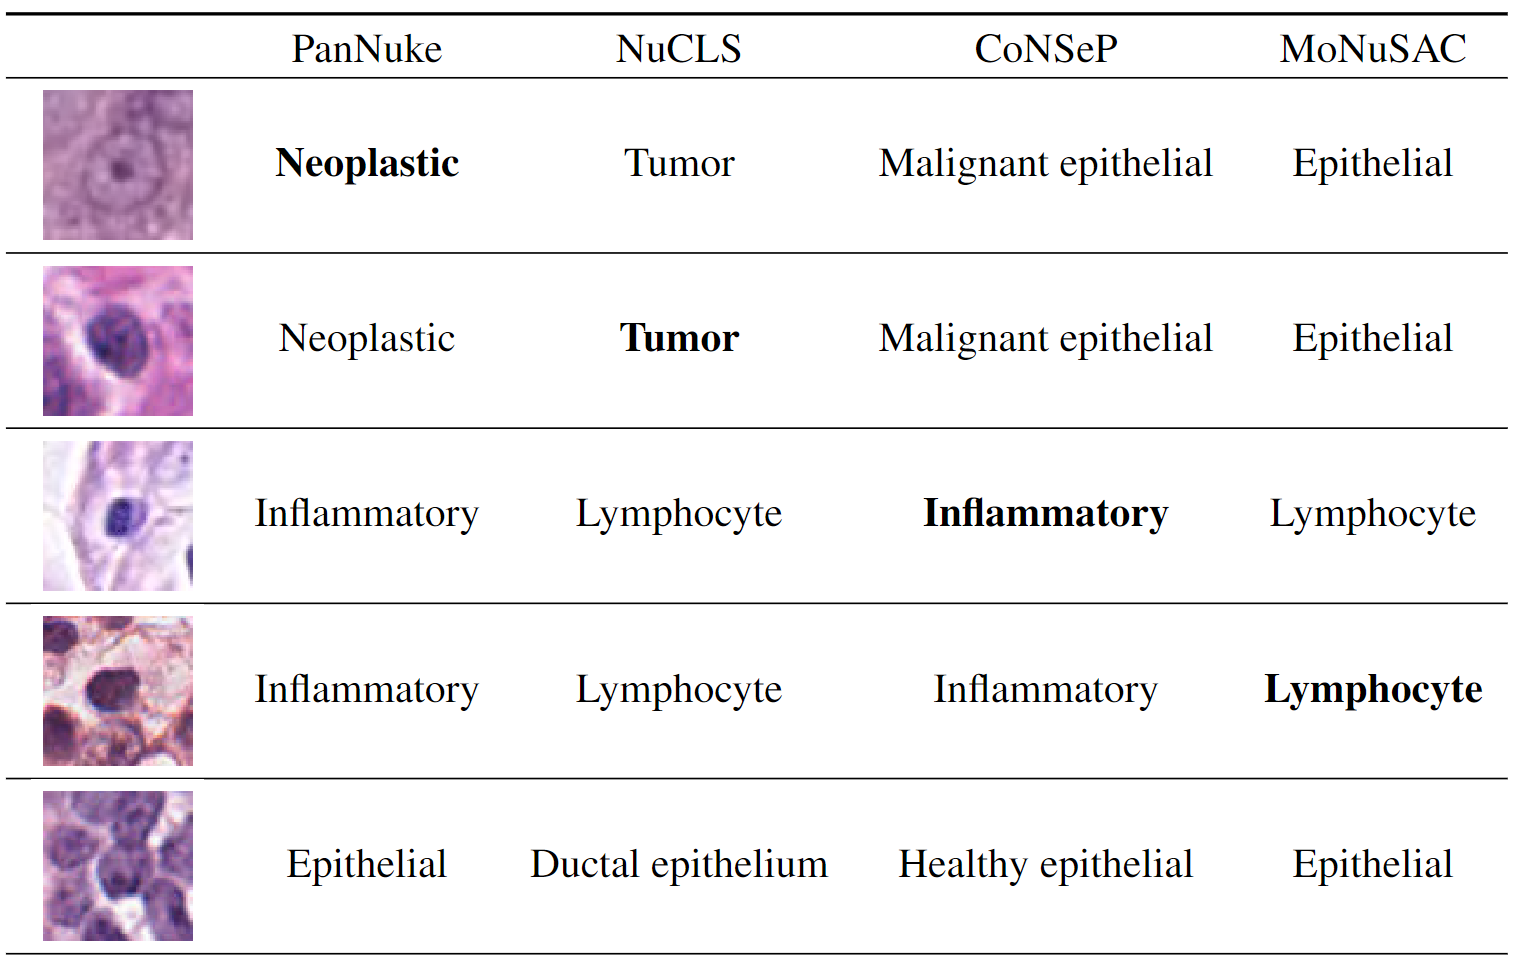 PanNuke NuCLS CoNSeP MoNuSAC
Neoplastic Tumor Malignant epithelial Epithelial
Neoplastic Tumor Malignant epithelial Epithelial
Inflammatory Lymphocyte Inflammatory Lymphocyte
Inflammatory Lymphocyte Inflammatory Lymphocyte
Epithelial Ductal epithelium Healthy epithelial Epithelial